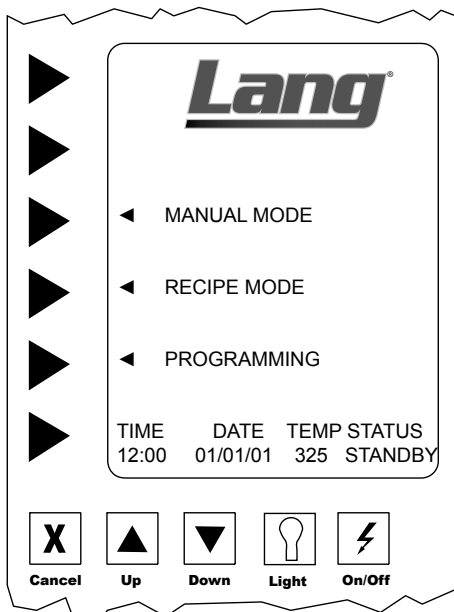 Lang®
MANUAL MODE
RECIPE MODE
PROGRAMMING
TIME DATE TEMP STATUS
12:00 01/01/01 325 STANDBY
X
Cancel Up Down Light On/Off